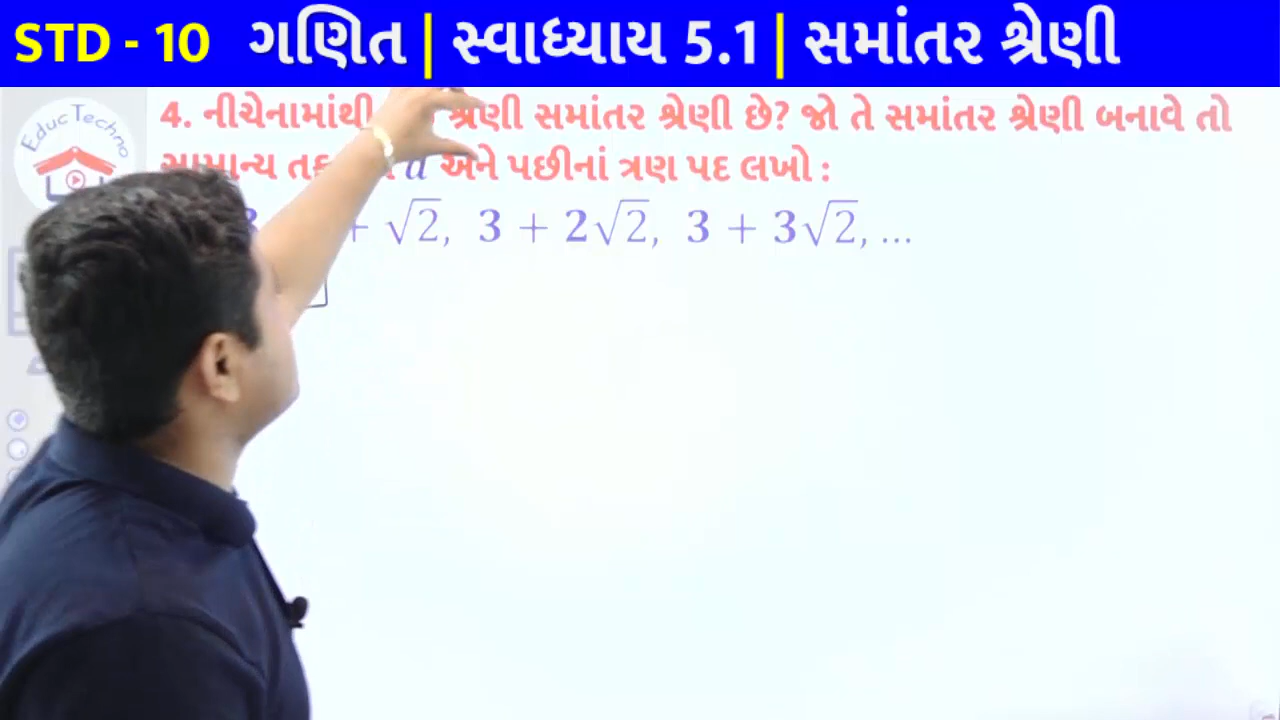 STD - 10 ગણિત | સ્વાધ્યાય 5.1 | સમાંતર શ્રેણી
EducTechno
4. નીચેનામાંથી શ્રેણી સમાંતર શ્રેણી છે? જો તે સમાંતર શ્રેણી બનાવે તો
d અને પછીનાં ત્રણ પદ લખો :
+ √2, 3 + 2√2, 3 + 3√2, ...